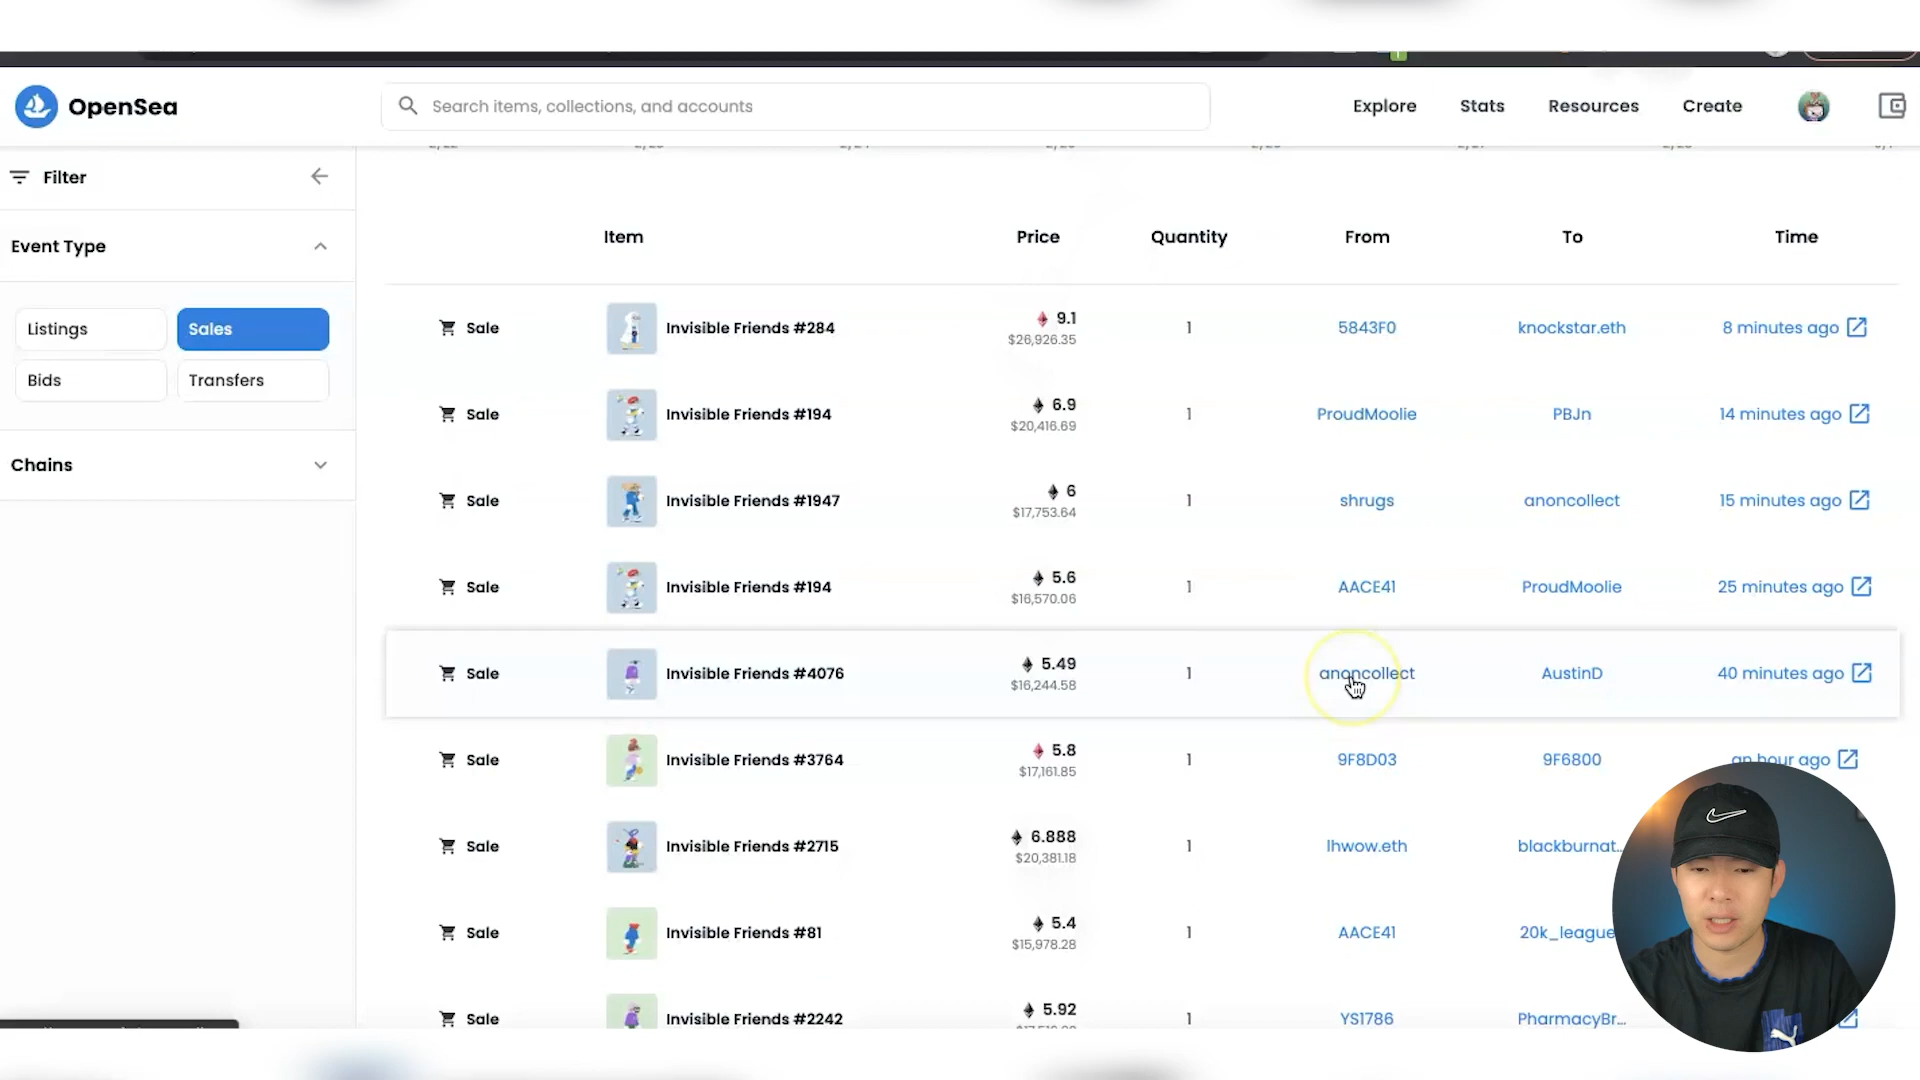 OpenSea
Search items, collections, and accounts
Explore
Stats
Resources
Create
Filter
Event Type
Listings
Sales
Bids
Transfers
Chains
Item Price Quantity From To Time
Sale Invisible Friends #284 9.1 1 5843F0 knockstar.eth 8 minutes ago
$26,926.35
Sale Invisible Friends #194 6.9 1 ProudMoolie PBJn 14 minutes ago
$20,416.69
Sale Invisible Friends #1947 6 1 shrugs anoncollect 15 minutes ago
$17,753.64
Sale Invisible Friends #194 5.6 1 AACE41 ProudMoolie 25 minutes ago
$16,570.06
Sale Invisible Friends #4076 5.49 1 anoncollect AustinD 40 minutes ago
$16,244.58
Sale Invisible Friends #3764 5.8 1 9F8D03 9F6800 an hour ago
$17,161.85
Sale Invisible Friends #2715 6.888 1 lhwow.eth blackburnat...
$20,381.18
Sale Invisible Friends #81 5.4 1 AACE41 20k_league
$15,978.28
Sale Invisible Friends #2242 5.92 1 YS1786 PharmacyBr...